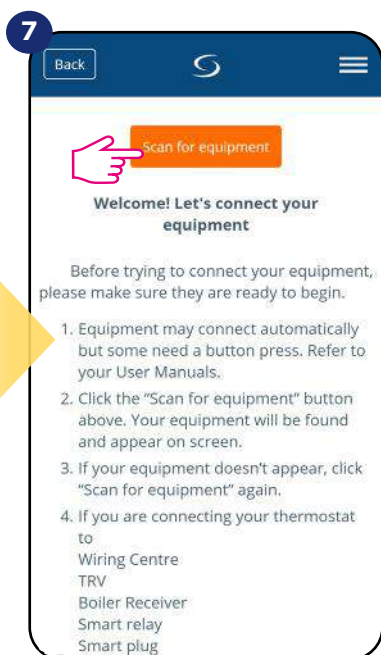 7
Back
Scan for equipment
Welcome! Let's connect your
equipment
Before trying to connect your equipment,
please make sure they are ready to begin.
1. Equipment may connect automatically
but some need a button press. Refer to
your User Manuals.
2. Click the “Scan for equipment” button
above. Your equipment will be found
and appear on screen.
3. If your equipment doesn't appear, click
“Scan for equipment” again.
4. If you are connecting your thermostat
to
Wiring Centre
TRV
Boiler Receiver
Smart relay
Smart plug